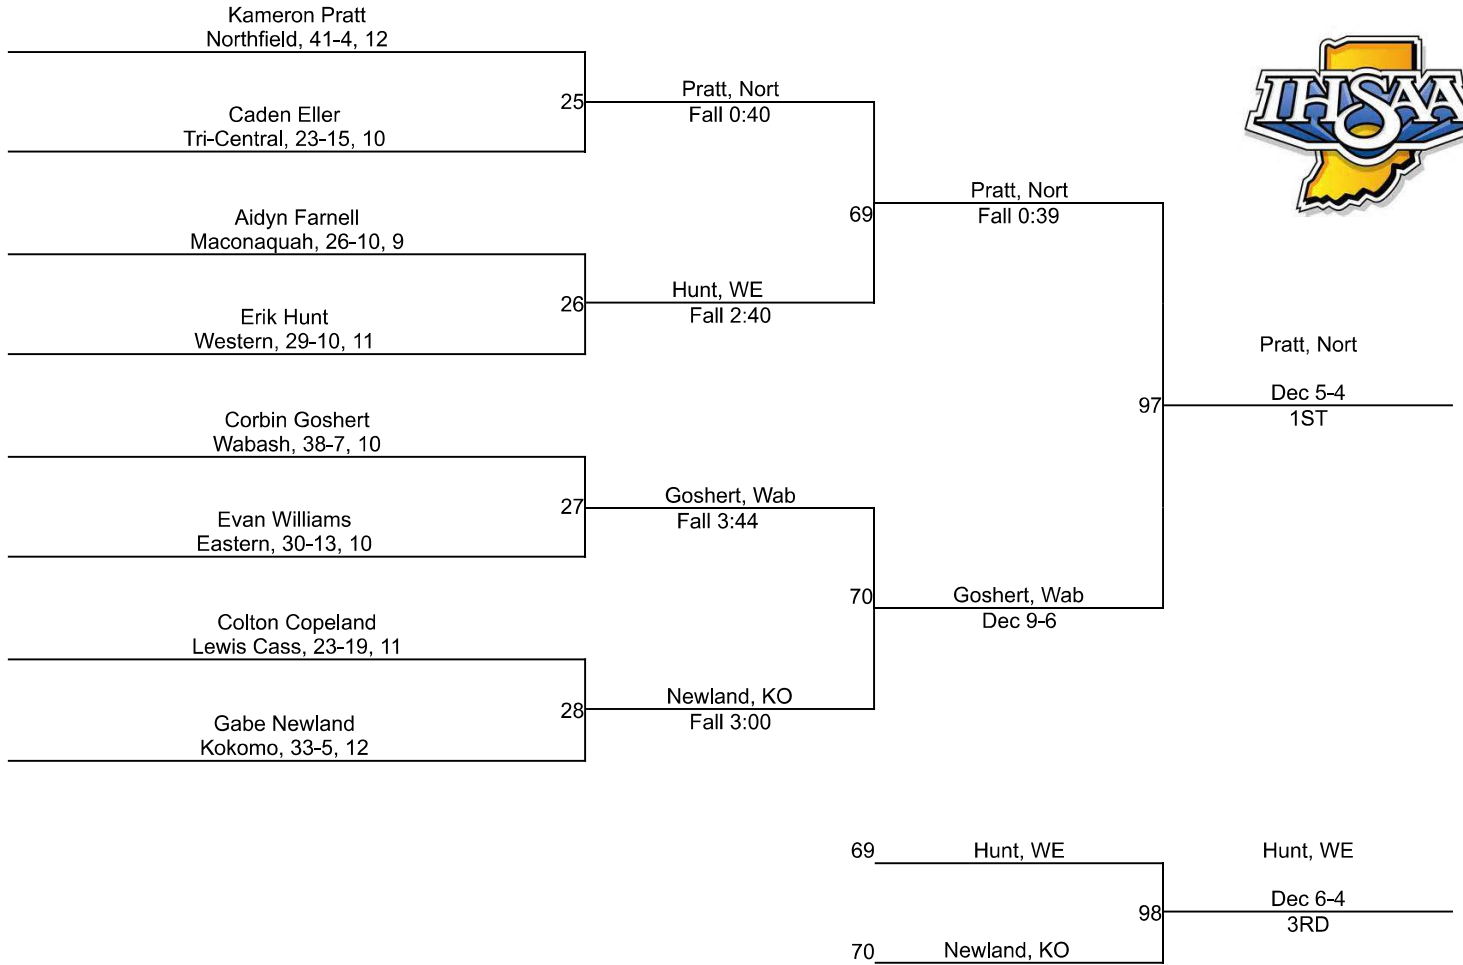 Kameron Pratt
Northfield, 41-4, 12
Caden Eller
Tri-Central, 23-15, 10
25
Pratt, Nort
Fall 0:40
Aidyn Farnell
Maconaquah, 26-10, 9
Erik Hunt
Western, 29-10, 11
26
Hunt, WE
Fall 2:40
69
Pratt, Nort
Fall 0:39
IHSAA
Corbin Goshert
Wabash, 38-7, 10
Evan Williams
Eastern, 30-13, 10
27
Goshert, Wab
Fall 3:44
Colton Copeland
Lewis Cass, 23-19, 11
Gabe Newland
Kokomo, 33-5, 12
28
Newland, KO
Fall 3:00
70
Goshert, Wab
Dec 9-6
97
Pratt, Nort
Dec 5-4
1ST
69
Hunt, WE
70
Newland, KO
98
Hunt, WE
Dec 6-4
3RD